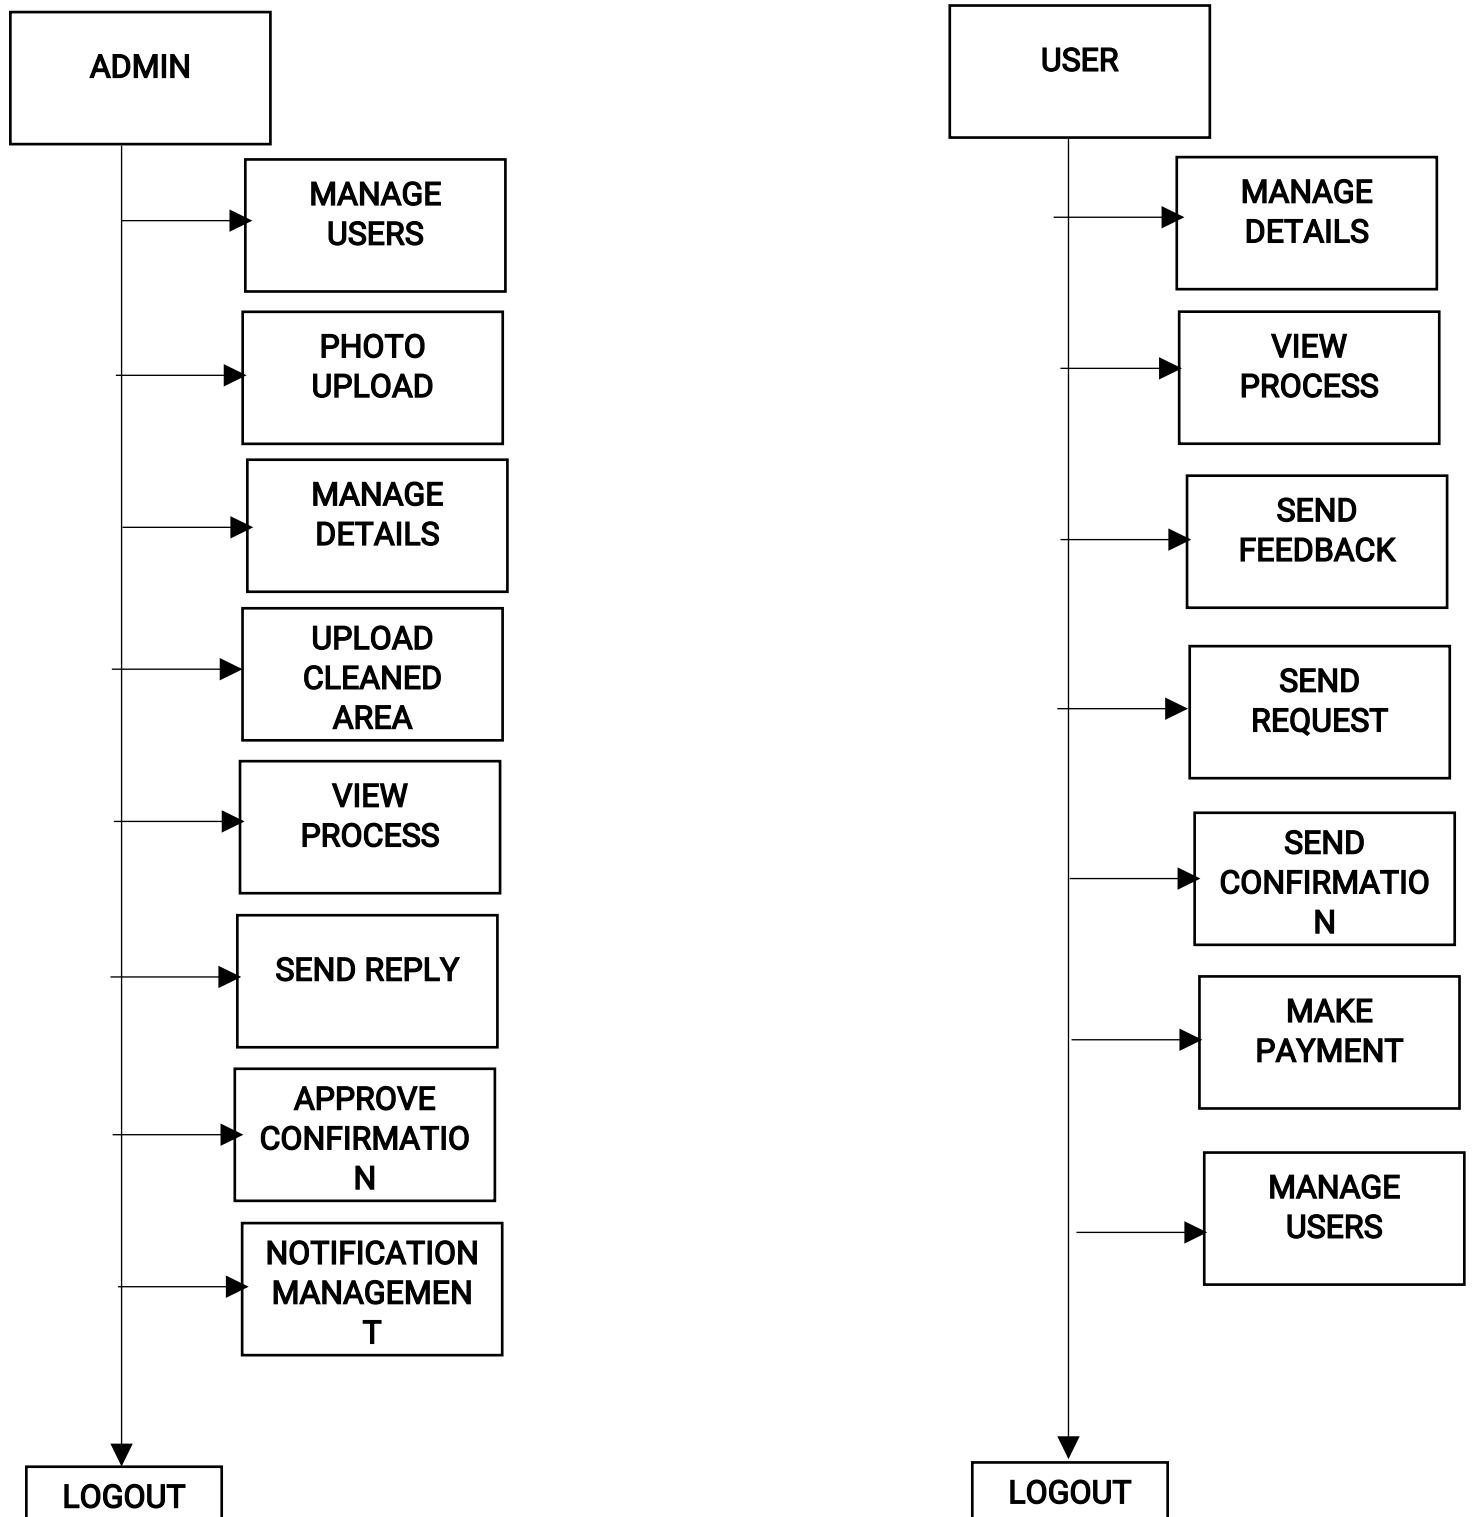 ADMIN
MANAGE
USERS
PHOTO
UPLOAD
MANAGE
DETAILS
UPLOAD
CLEANED
AREA
VIEW
PROCESS
SEND REPLY
APPROVE
CONFIRMATIO
N
NOTIFICATION
MANAGEMEN
T
LOGOUT
USER
MANAGE
DETAILS
VIEW
PROCESS
SEND
FEEDBACK
SEND
REQUEST
SEND
CONFIRMATIO
N
MAKE
PAYMENT
MANAGE
USERS
LOGOUT